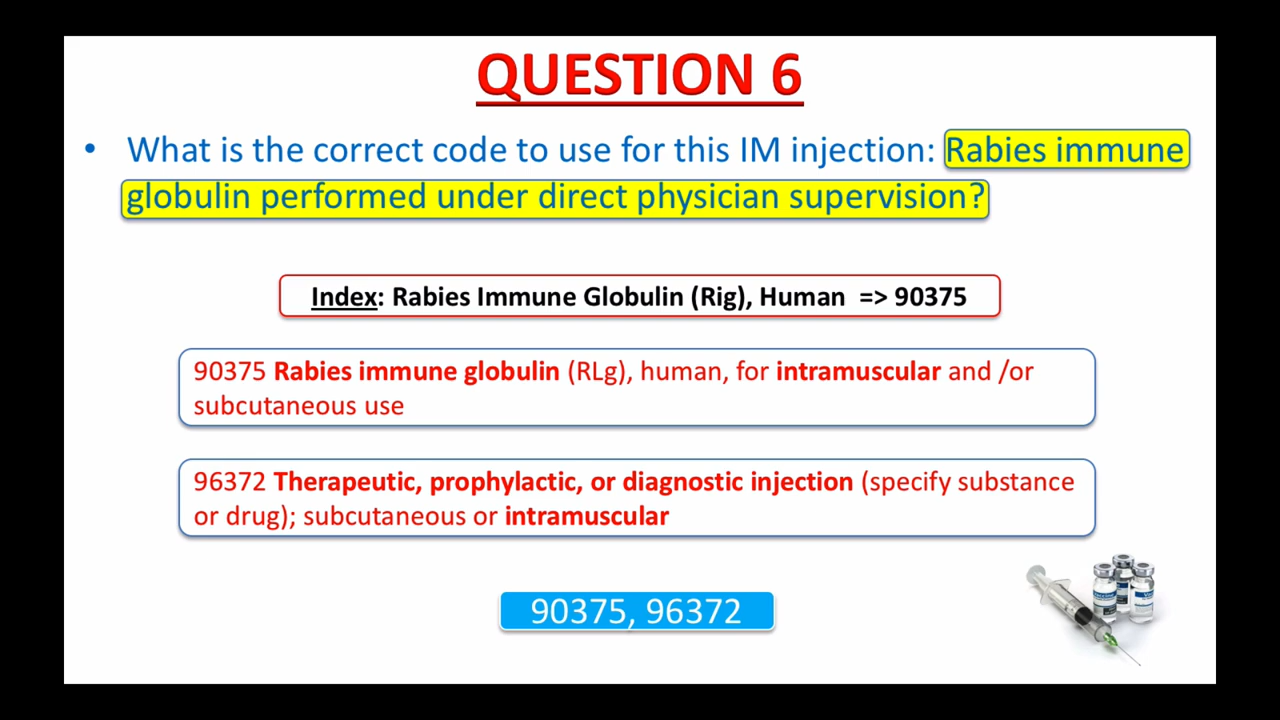 QUESTION 6
• What is the correct code to use for this IM injection: Rabies immune
globulin performed under direct physician supervision?
Index: Rabies Immune Globulin (Rig), Human => 90375
90375 Rabies immune globulin (RLg), human, for intramuscular and /or
subcutaneous use
96372 Therapeutic, prophylactic, or diagnostic injection (specify substance
or drug); subcutaneous or intramuscular
90375, 96372